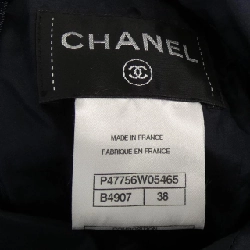 CHANEL
MADE IN FRANCE
FABRIQUE EN FRANCE
P47756W05465
B4907 38